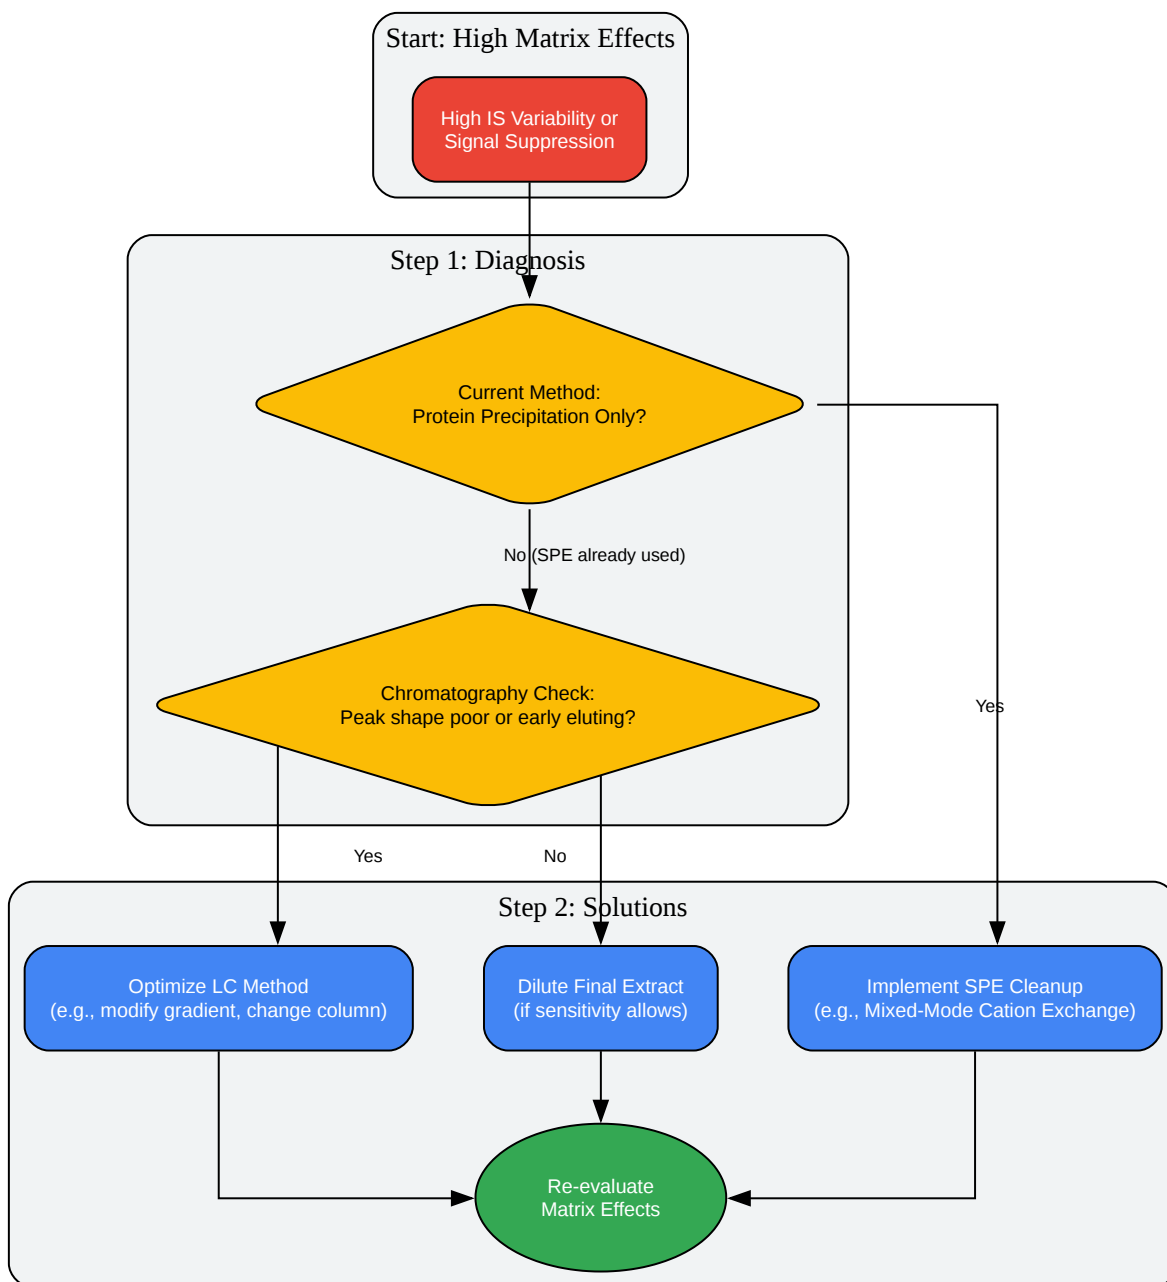 Start: High Matrix Effects
High IS Variability or
Signal Suppression
Step 1: Diagnosis
Current Method:
Protein Precipitation Only?
No (SPE already used)
Chromatography Check:
Peak shape poor or early eluting?
Yes
Yes
No
Step 2: Solutions
Optimize LC Method
(e.g., modify gradient, change column)
Dilute Final Extract
(if sensitivity allows)
Implement SPE Cleanup
(e.g., Mixed-Mode Cation Exchange)
Re-evaluate
Matrix Effects